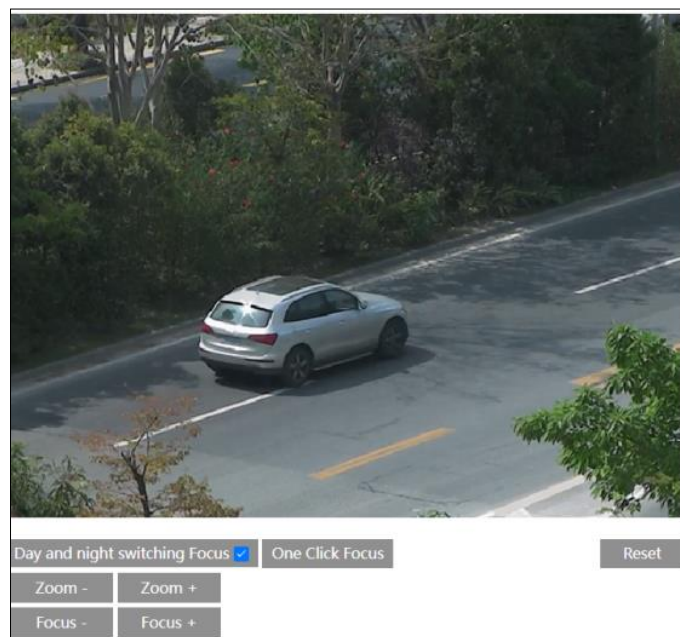 Day and night switching Focus One Click Focus Reset
Zoom - Zoom +
Focus - Focus +